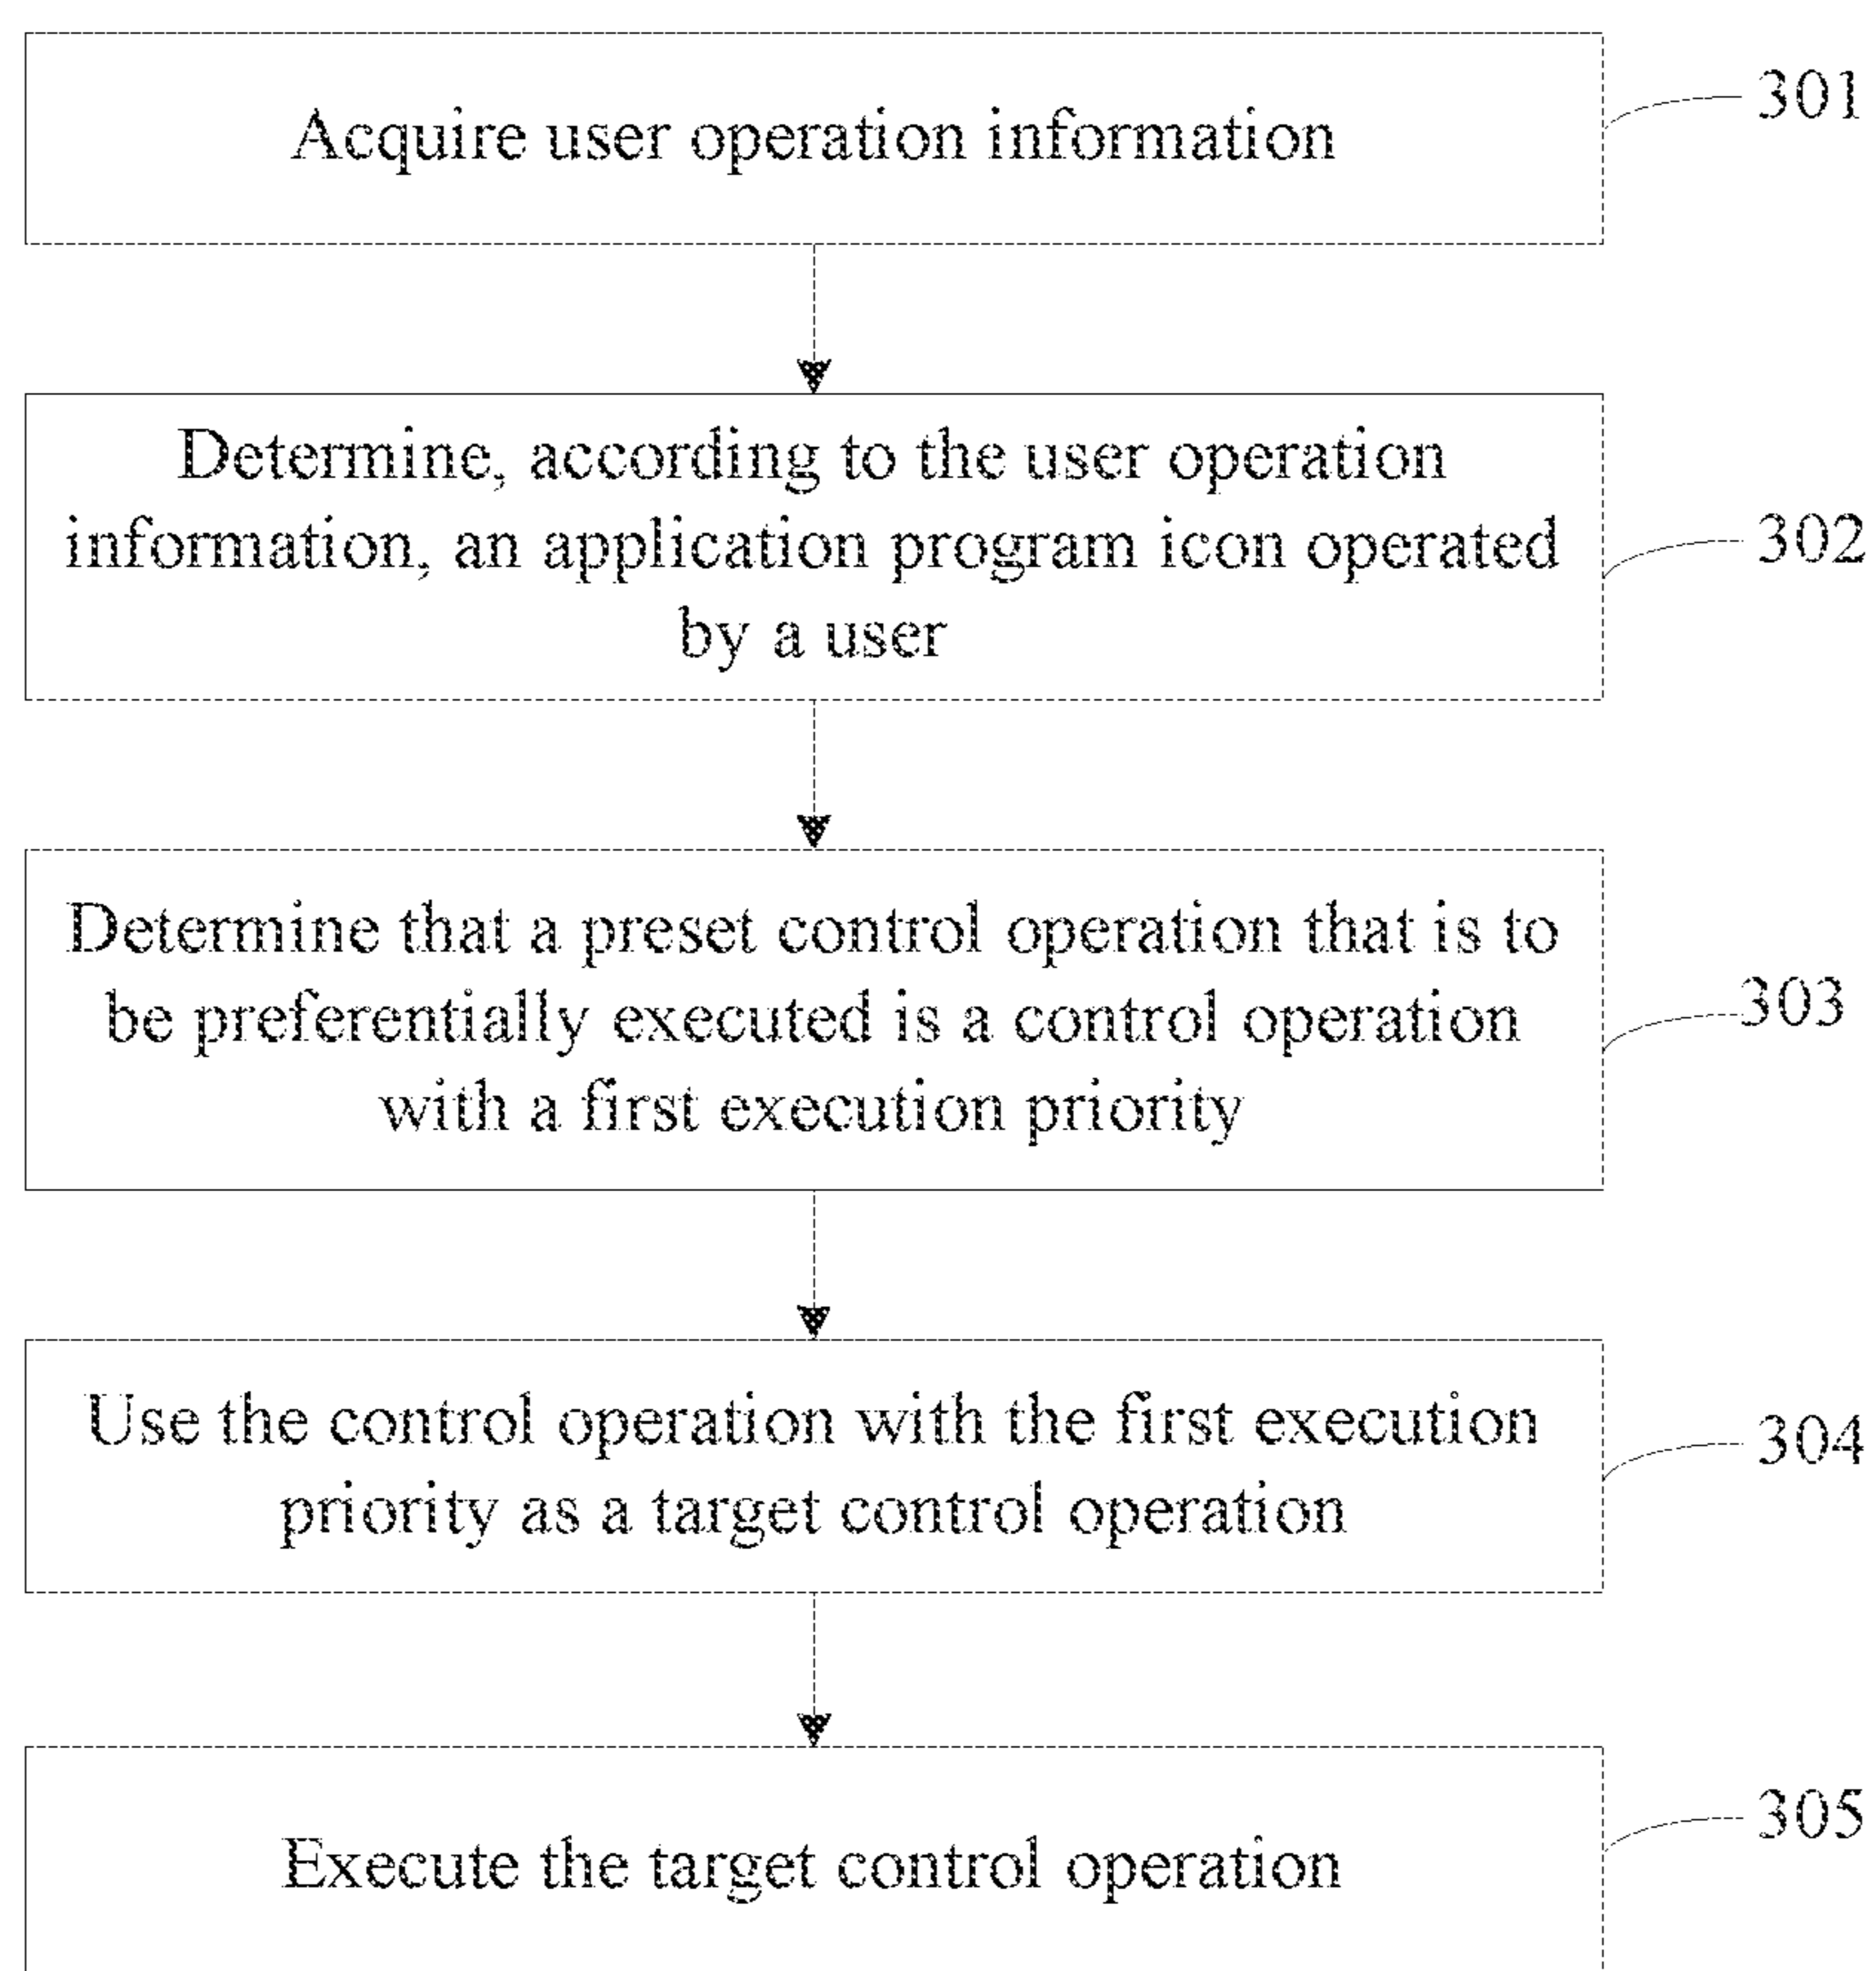 Acquire user operation information
301
Determine, according to the user operation
information, an application program icon operated
by a user
302
Determine that a preset control operation that is to
be preferentially executed is a control operation
with a first execution priority
303
Use the control operation with the first execution
priority as a target control operation
304
Execute the target control operation
305